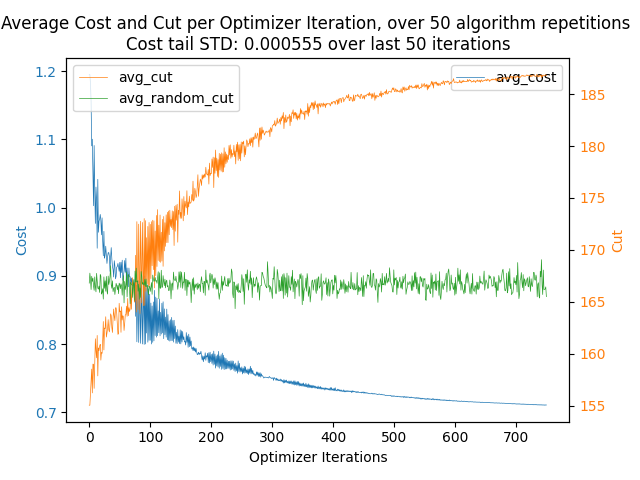 Average Cost and Cut per Optimizer Iteration, over 50 algorithm repetitions
Cost tail STD: 0.000555 over last 50 iterations
avg_cut
avg_random_cut
avg_cost
1.2
1.1
1.0
0.9
0.8
0.7
Cost
185
180
175
170
165
160
155
Cut
0 100 200 300 400 500 600 700
Optimizer Iterations